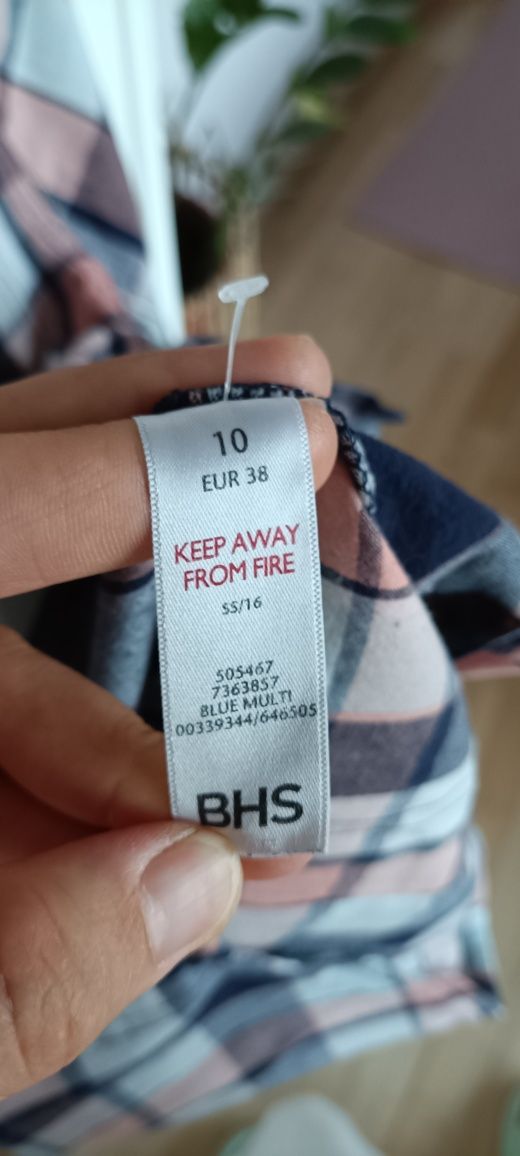 10
EUR 38
KEEP AWAY
FROM FIRE
SS/16
505467
7363857
BLUE MULTI
00339344/646505
BHS